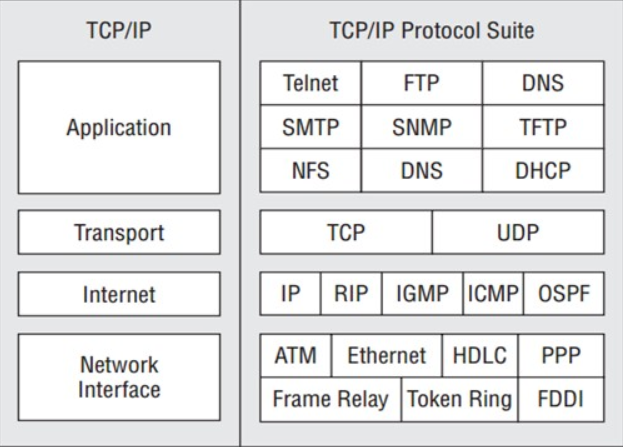 TCP/IP
TCP/IP Protocol Suite
Application
Telnet FTP DNS
SMTP SNMP TFTP
NFS DNS DHCP
Transport
TCP UDP
Internet
IP RIP IGMP ICMP OSPF
Network
Interface
ATM Ethernet HDLC PPP
Frame Relay Token Ring FDDI